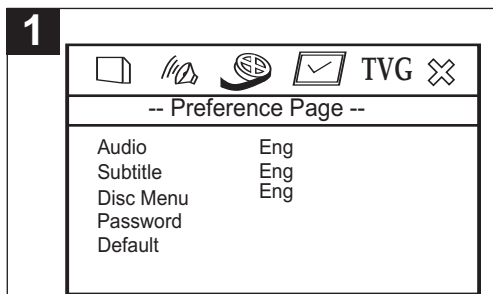 1
TVG
-- Preference Page --
Audio Eng
Subtitle Eng
Disc Menu Eng
Password
Default